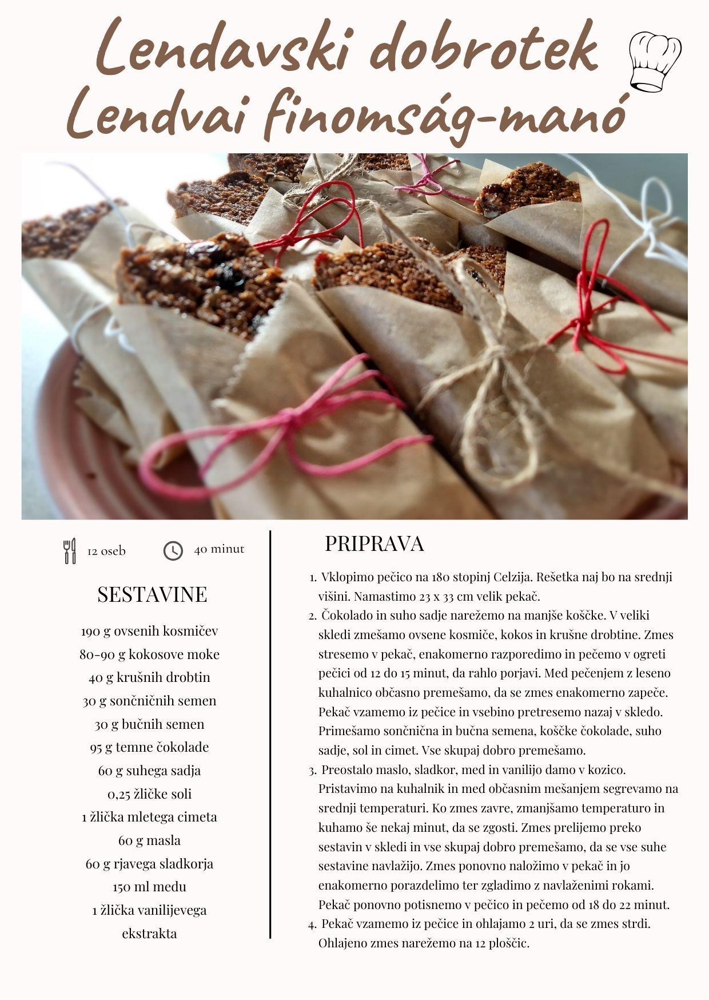 Lendavski dobrotek
Lendvai finomság-manó
12 oseb
40 minut
SESTAVINE
190 g ovsenih kosmičev
80-90 g kokosove moke
40 g krušnih drobtin
30 g sončničnih semen
30 g bučnih semen
95 g temne čokolade
60 g suhega sadja
0,25 žličke soli
1 žlička mletega cimeta
60 g masla
60 g rjavega sladkorja
150 ml medu
1 žlička vanilijevega
ekstrakta
PRIPRAVA
1. Vklopimo pečico na 180 stopinj Celzija. Rešetka naj bo na srednji
višini. Namastimo 23 x 33 cm velik pekač.
2. Čokolado in suho sadje narežemo na manjše koščke. V veliki
skledi zmešamo ovsene kosmiče, kokos in krušne drobtine. Zmes
stresemo v pekač, enakomerno razporedimo in pečemo v ogreti
pečici od 12 do 15 minut, da rahlo porjavi. Med pečenjem z leseno
kuhalnico občasno premešamo, da se zmes enakomerno zapeče.
Pekač vzamemo iz pečice in vsebino pretresemo nazaj v skledo.
Primešamo sončnična in bučna semena, koščke čokolade, suho
sadje, sol in cimet. Vse skupaj dobro premešamo.
3. Preostalo maslo, sladkor, med in vanilijo damo v kozico.
Pristavimo na kuhalnik in med občasnim mešanjem segrevamo na
srednji temperaturi. Ko zmes zavre, zmanjšamo temperaturo in
kuhamo še nekaj minut, da se zgosti. Zmes prelijemo preko
sestavin v skledi in vse skupaj dobro premešamo, da se vse suhe
sestavine navlažijo. Zmes ponovno naložimo v pekač in jo
enakomerno porazdelimo ter zgladimo z navlaženimi rokami.
Pekač ponovno potisnemo v pečico in pečemo od 18 do 22 minut.
4. Pekač vzamemo iz pečice in ohlajamo 2 uri, da se zmes strdi.
Ohlajeno zmes narežemo na 12 ploščic.